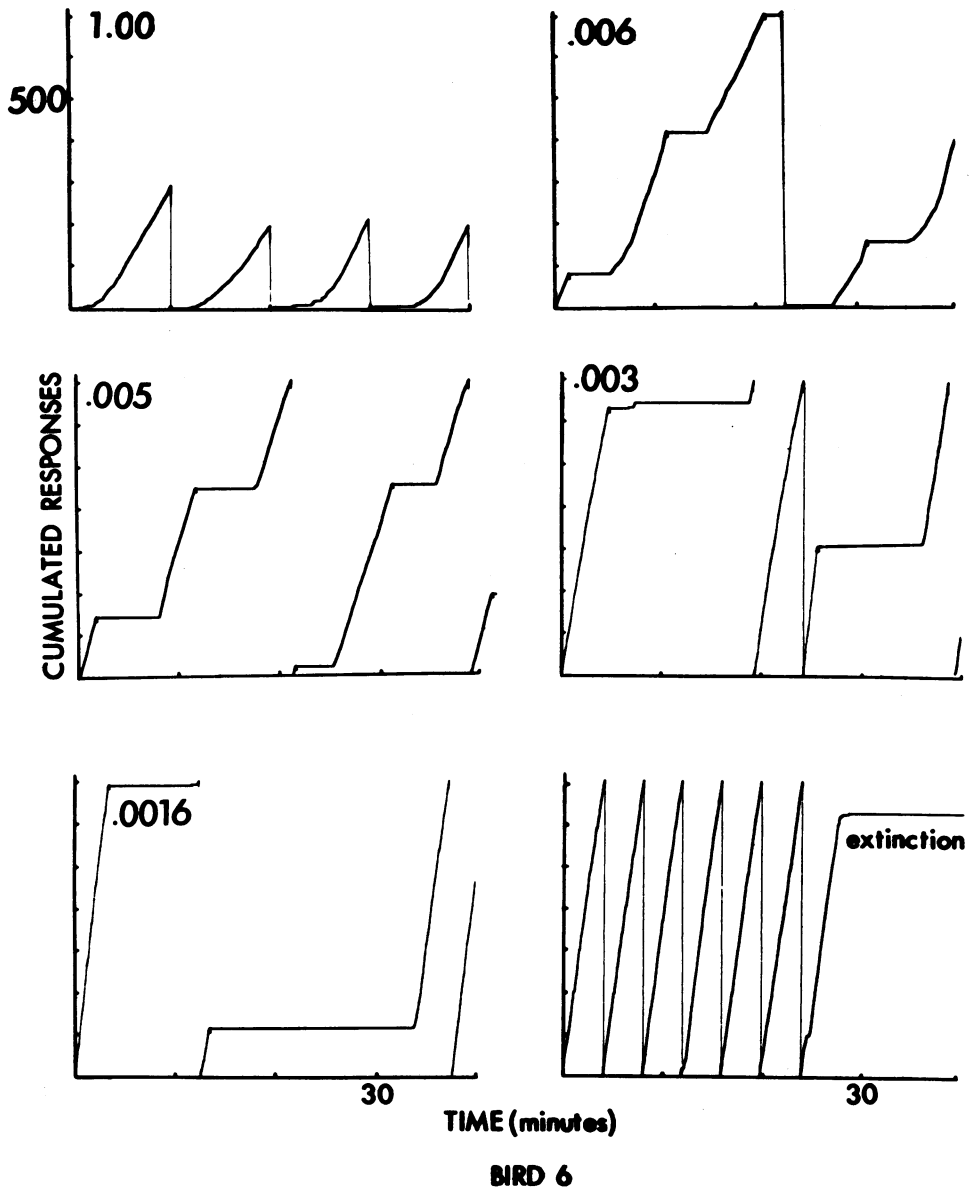 1.00
.006
500
CUMULATED RESPONSES
.005
.003
.0016
extinction
30
30
TIME (minutes)
BIRD 6